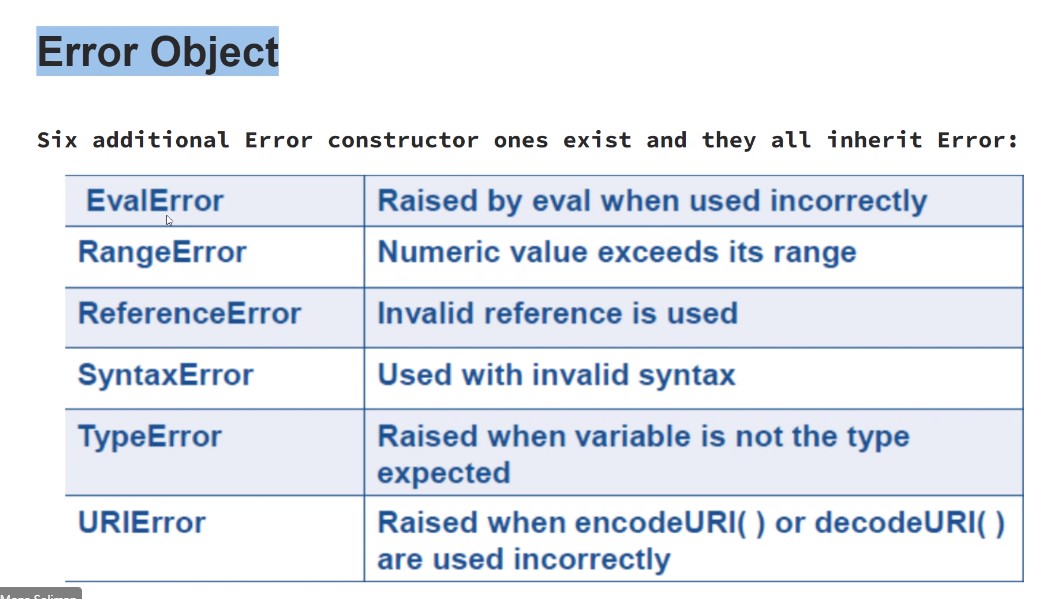 Error Object
Six additional Error constructor ones exist and they all inherit Error:
EvalError
Raised by eval when used incorrectly
RangeError
Numeric value exceeds its range
ReferenceError
Invalid reference is used
SyntaxError
Used with invalid syntax
TypeError
Raised when variable is not the type
expected
URIError
Raised when encodeURI( ) or decodeURI( )
are used incorrectly